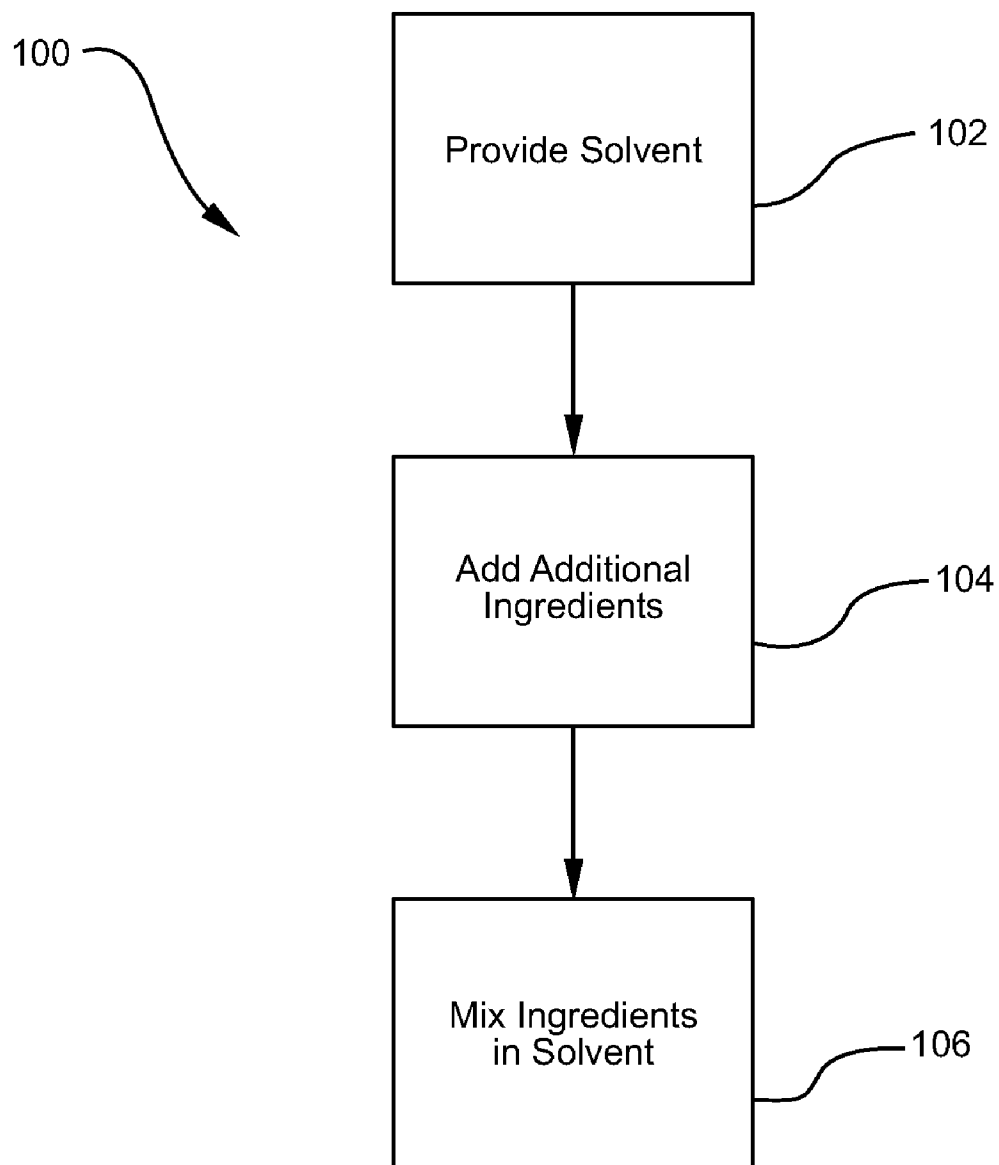 100
Provide Solvent
102
Add Additional
Ingredients
104
Mix Ingredients
in Solvent
106